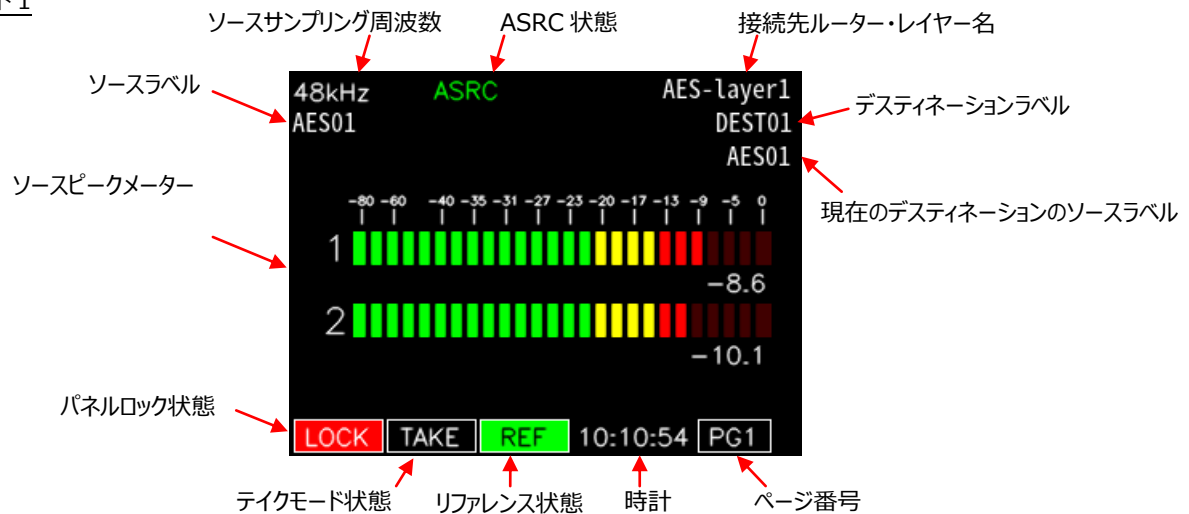 ソースサンプリング周波数 ASRC 状態 接続先ルーター・レイヤー名
ソースラベル
48kHz ASRC AES-layer1
デスティネーションラベル
AES01 DEST01
AES01
ソースピークメーター
現在のデスティネーションのソースラベル
-80 -60 -40 -35 -31 -27 -23 -20 -17 -13 -9 -5 0
1
-8.6
2
-10.1
パネルロック状態
LOCK TAKE REF 10:10:54 PG1
テイクモード状態 リファレンス状態 時計 ページ番号